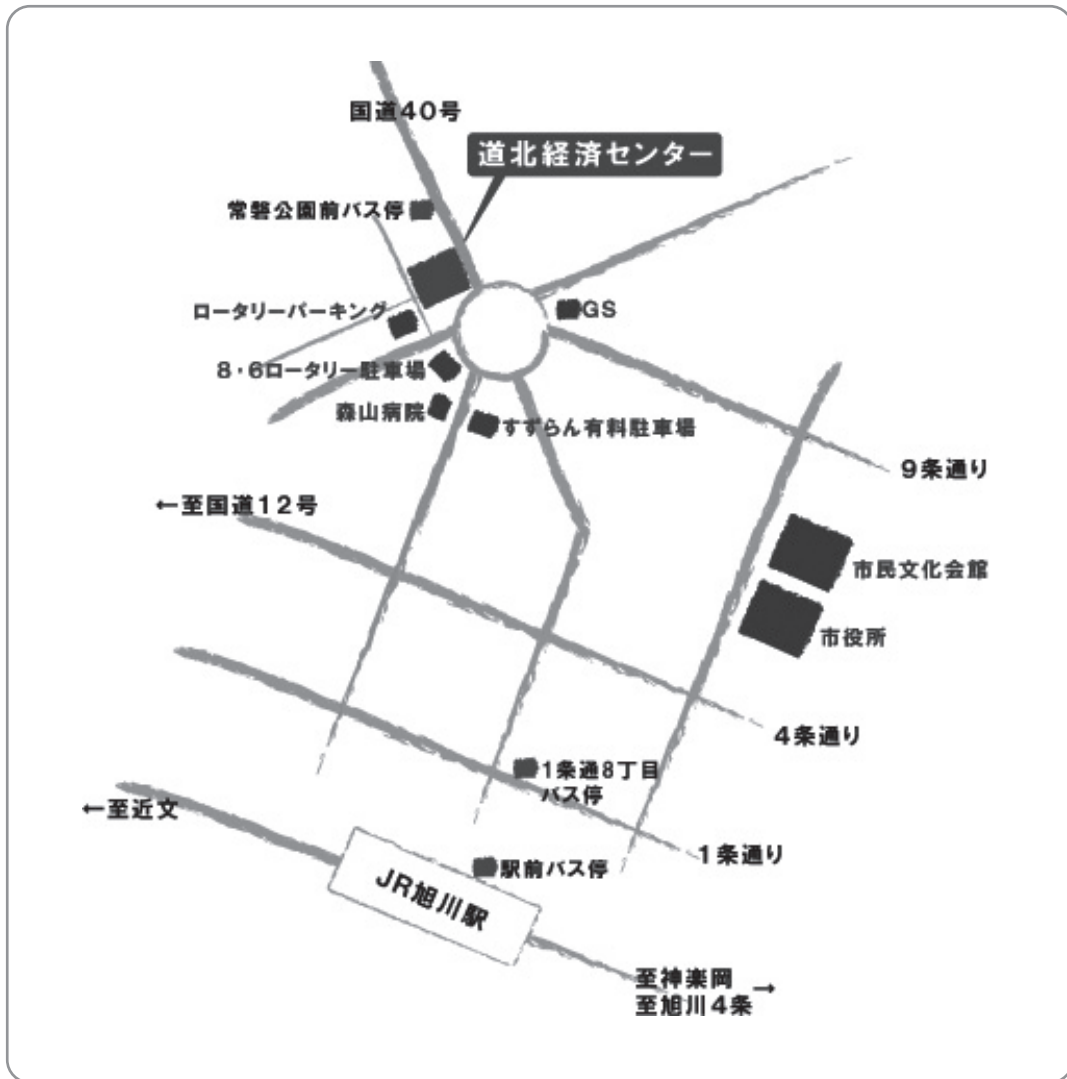 国道40号
道北経済センター
常磐公園前バス停
ロータリーパーキング
GS
8・6ロータリー駐車場
森山病院
すずらん有料駐車場
9条通り
←至国道12号
市民文化会館
市役所
4条通り
1条通8丁目
バス停
←至近文
1条通り
駅前バス停
JR旭川駅
至神楽岡→
至旭川4条